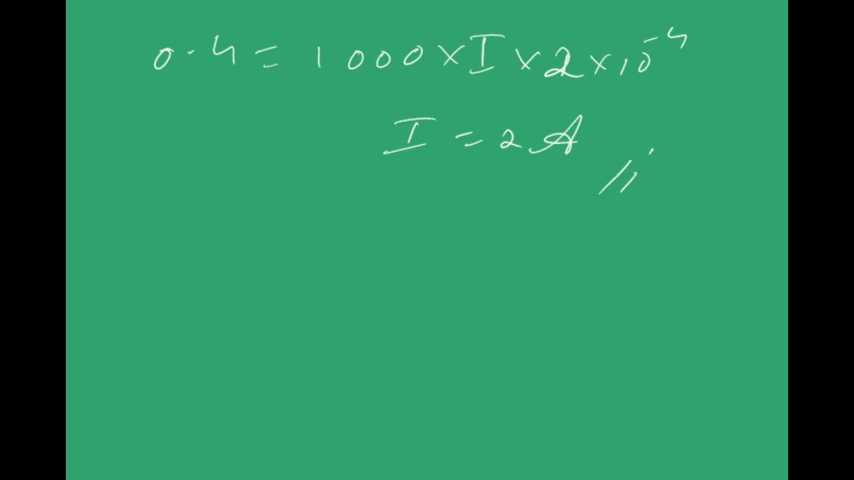 0.4 = 1000 × I × 2 × 10⁻⁴
I = 2A //